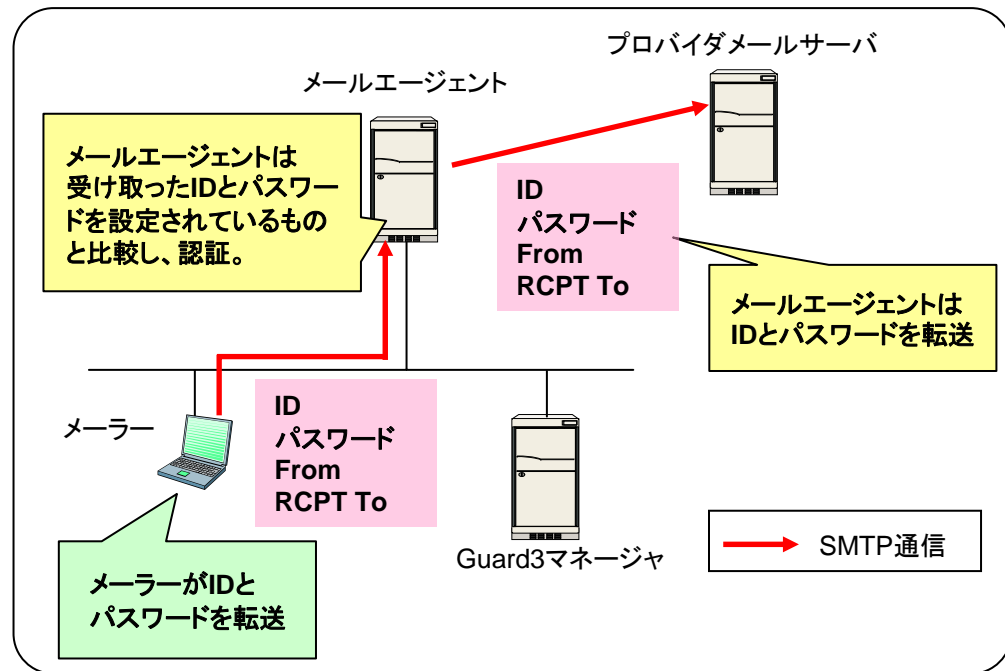 プロバイダメールサーバ
メールエージェント
メールエージェントは
受け取ったIDとパスワー
ドを設定されているもの
と比較し、認証。
ID
パスワード
From
RCPT To
メールエージェントは
IDとパスワードを転送
メーラー
ID
パスワード
From
RCPT To
Guard3マネージャ
メーラーがIDと
パスワードを転送
SMTP通信